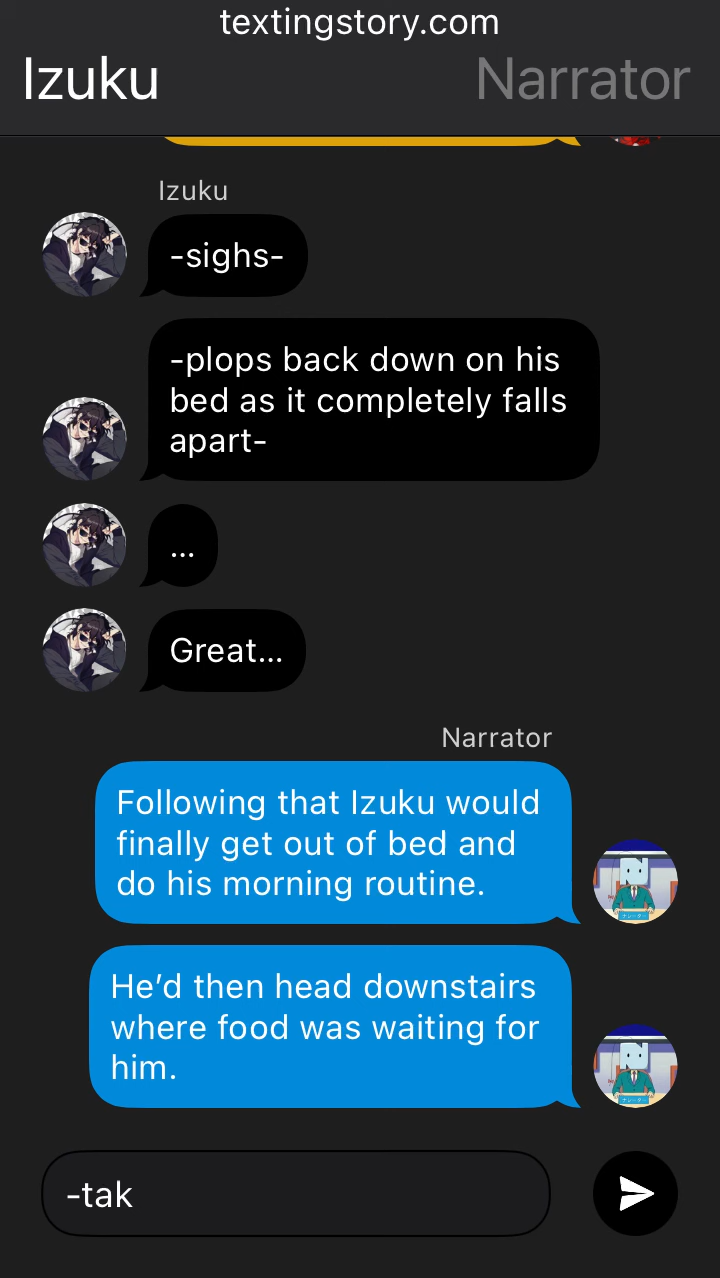 textingstory.com
Izuku
Narrator
Izuku
-sighs-
-plops back down on his
bed as it completely falls
apart-
...
Great...
Narrator
Following that Izuku would
finally get out of bed and
do his morning routine.
He’d then head downstairs
where food was waiting for
him.
-tak